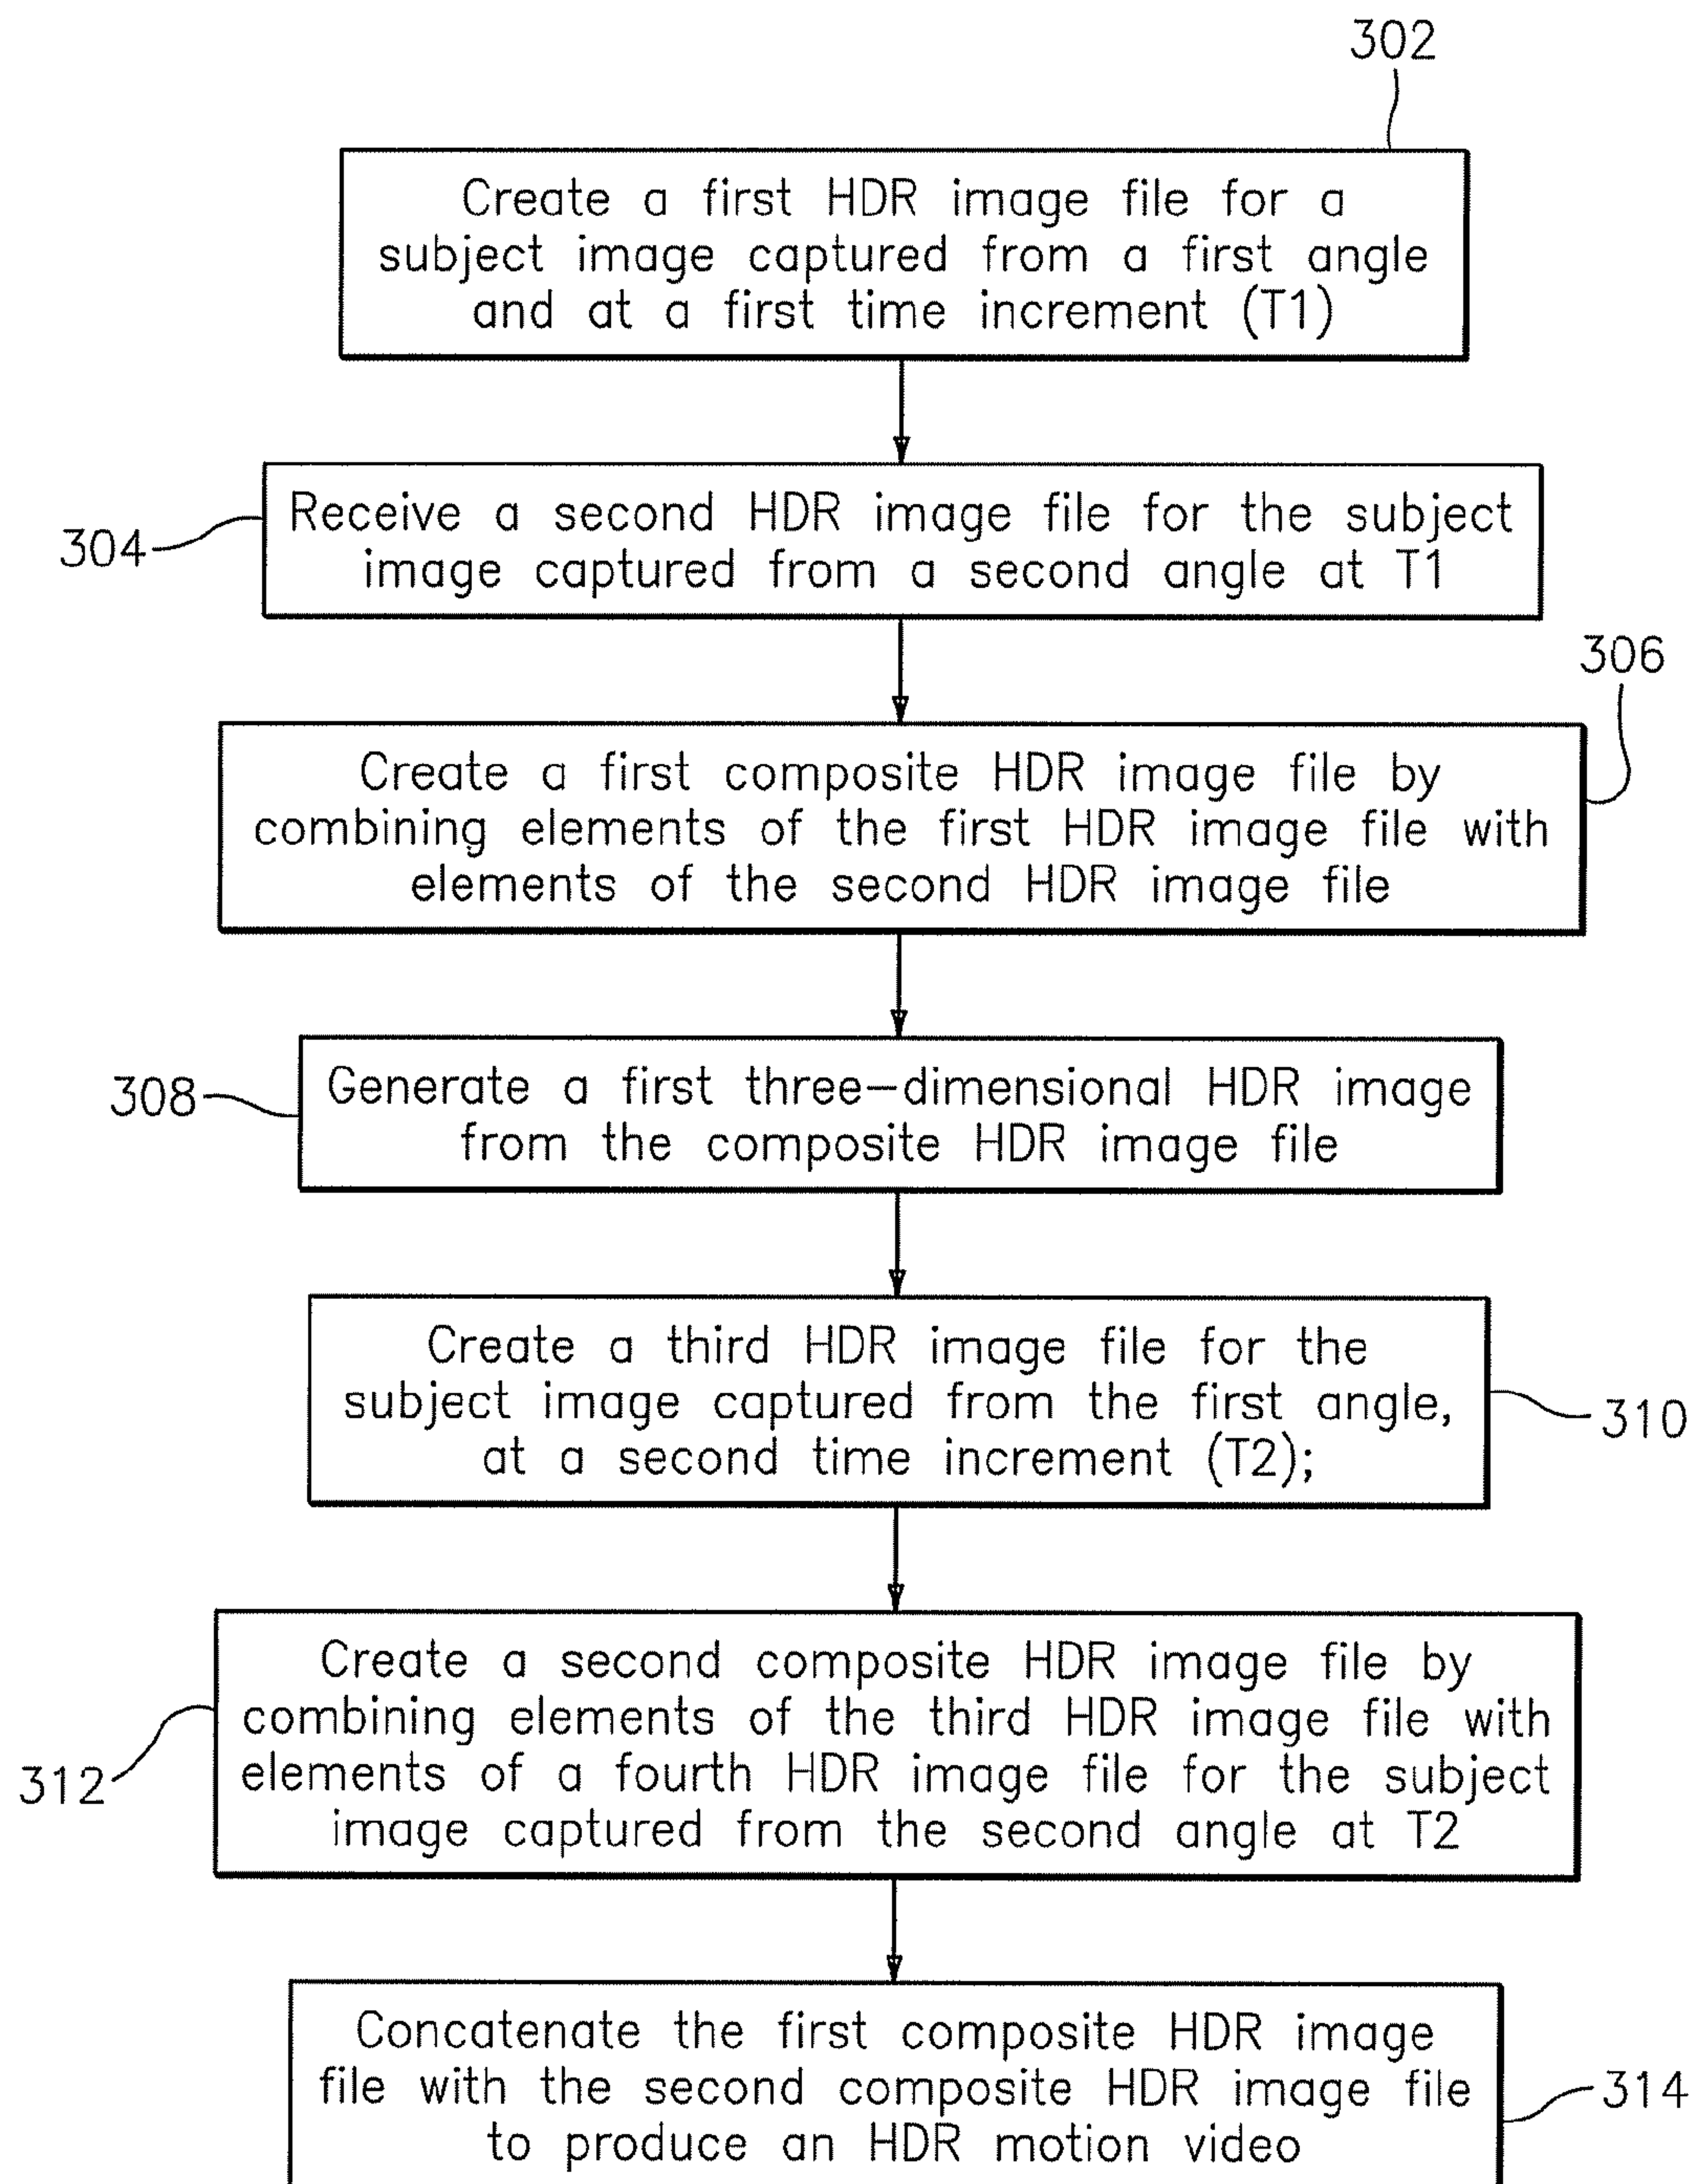 302
Create a first HDR image file for a
subject image captured from a first angle
and at a first time increment (T1)
304
Receive a second HDR image file for the subject
image captured from a second angle at T1
306
Create a first composite HDR image file by
combining elements of the first HDR image file with
elements of the second HDR image file
308
Generate a first three-dimensional HDR image
from the composite HDR image file
Create a third HDR image file for the
subject image captured from the first angle,
at a second time increment (T2);
310
Create a second composite HDR image file by
combining elements of the third HDR image file with
elements of a fourth HDR image file for the subject
image captured from the second angle at T2
312
Concatenate the first composite HDR image
file with the second composite HDR image file
to produce an HDR motion video
314